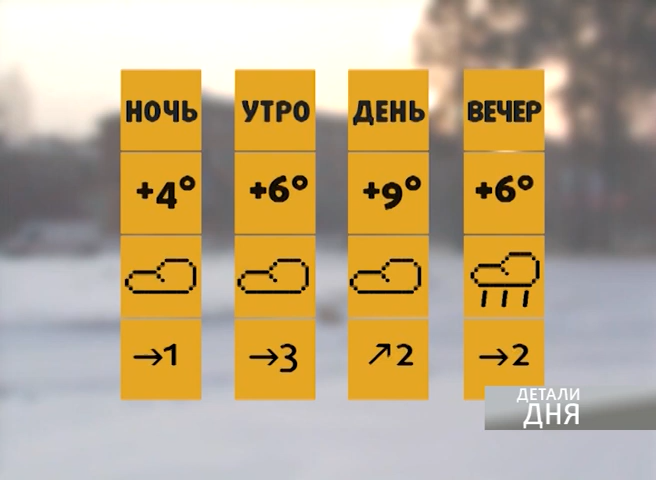 НОЧЬ УТРО ДЕНЬ ВЕЧЕР
+4° +6° +9° +6°
→1 →3 ↗2 →2
ДЕТАЛИ
ДНЯ